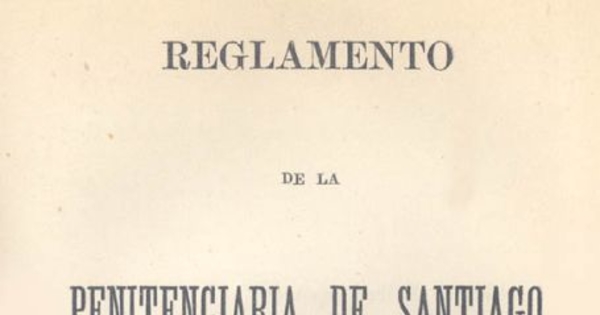 REGLAMENTO
DE LA
PENITENCIARIA DE SANTIAGO